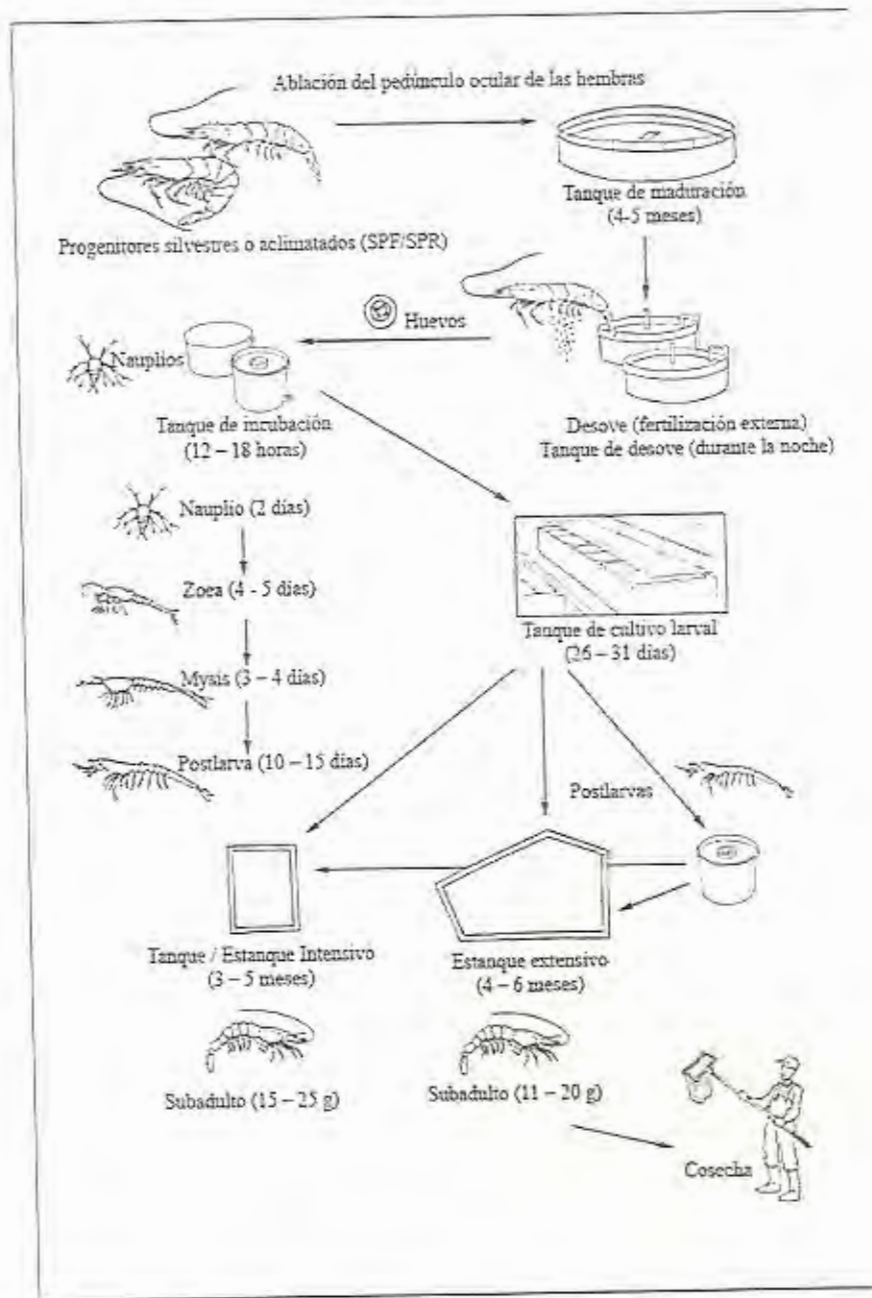 Ablación del pedúnculo ocular de las hembras
Tanque de maduración
(4-5 meses)
Progenitores silvestres o aclimatados (SPF/SPR)
Huevos
Nauplios
Tanque de incubación
(12 – 18 horas)
Desove (fertilización externa)
Tanque de desove (durante la noche)
Nauplio (2 días)
Zoea (4 - 5 días)
Mysis (3 – 4 días)
Postlarva (10 – 15 días)
Tanque de cultivo larval
(26 – 31 días)
Postlarvas
Tanque / Estanque Intensivo
(3 – 5 meses)
Estanque extensivo
(4 – 6 meses)
Subadulto (15 – 25 g)
Subadulto (11 – 20 g)
Cosecha